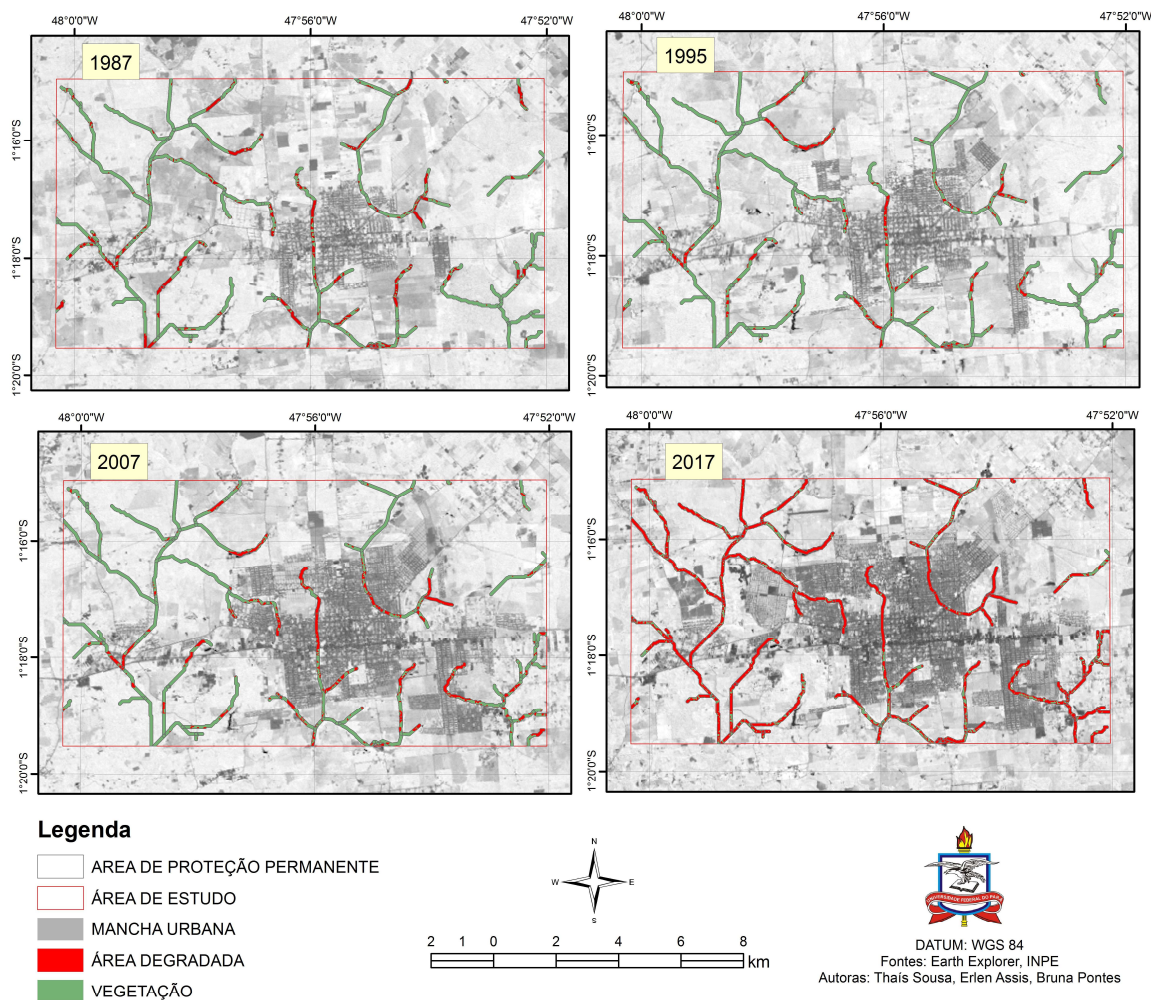 48°0'0"W 47°56'0"W 47°52'0"W
1987
1°16'0"S
1°18'0"S
1°20'0"S
48°0'0"W 47°56'0"W 47°52'0"W
1995
1°16'0"S
1°18'0"S
1°20'0"S
48°0'0"W 47°56'0"W 47°52'0"W
2007
1°16'0"S
1°18'0"S
1°20'0"S
48°0'0"W 47°56'0"W 47°52'0"W
2017
1°16'0"S
1°18'0"S
1°20'0"S
Legenda
AREA DE PROTEÇÃO PERMANENTE
ÁREA DE ESTUDO
MANCHA URBANA
ÁREA DEGRADADA
VEGETAÇÃO
N
W E
S
2 1 0 2 4 6 8
km
UNIVERSIDADE FEDERAL DO PARÁ
DATUM: WGS 84
Fontes: Earth Explorer, INPE
Autoras: Thaís Sousa, Erlen Assis, Bruna Pontes